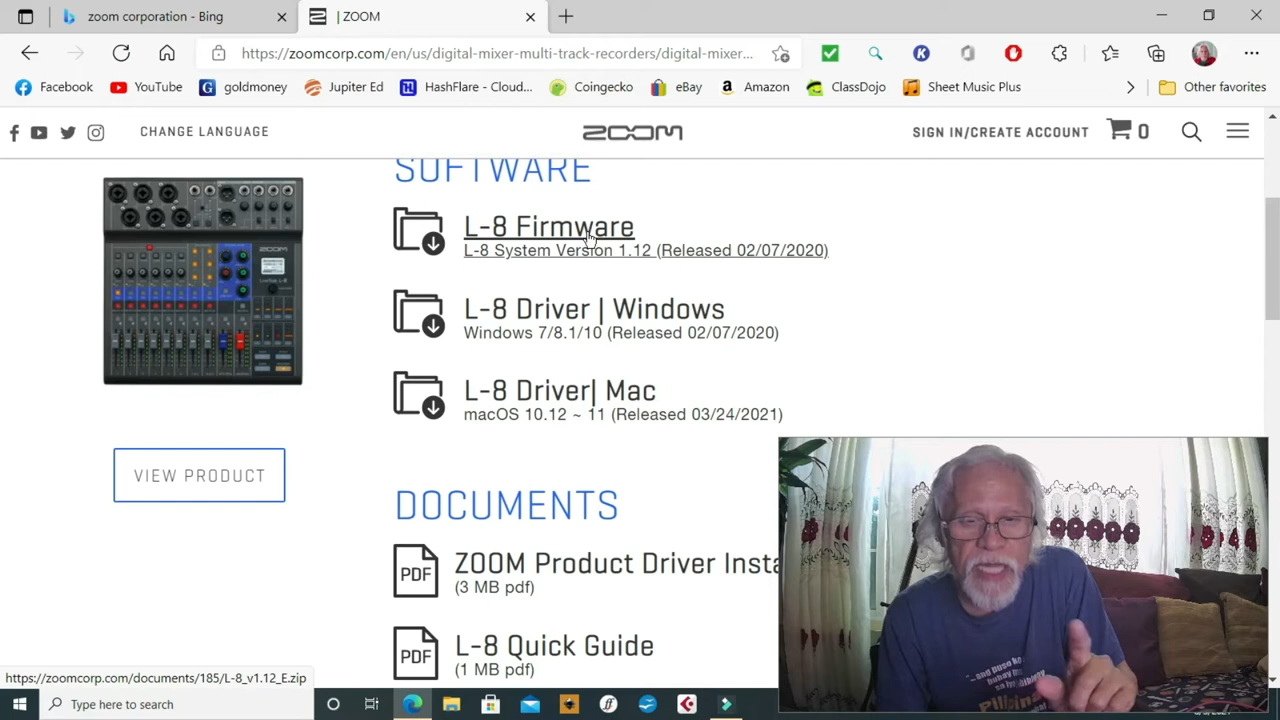 zoom corporation - Bing
| ZOOM
https://zoomcorp.com/en/us/digital-mixer-multi-track-recorders/digital-mixer...
Facebook
YouTube
goldmoney
Jupiter Ed
HashFlare - Cloud...
Coingecko
eBay
Amazon
ClassDojo
Sheet Music Plus
Other favorites
CHANGE LANGUAGE
ZOOM
SIGN IN/CREATE ACCOUNT
0
SOFTWARE
L-8 Firmware
L-8 System Version 1.12 (Released 02/07/2020)
L-8 Driver | Windows
Windows 7/8.1/10 (Released 02/07/2020)
L-8 Driver| Mac
macOS 10.12 ~ 11 (Released 03/24/2021)
VIEW PRODUCT
DOCUMENTS
PDF
ZOOM Product Driver Insta
(3 MB pdf)
PDF
L-8 Quick Guide
(1 MB pdf)
https://zoomcorp.com/documents/185/L-8_v1.12_E.zip
Type here to search